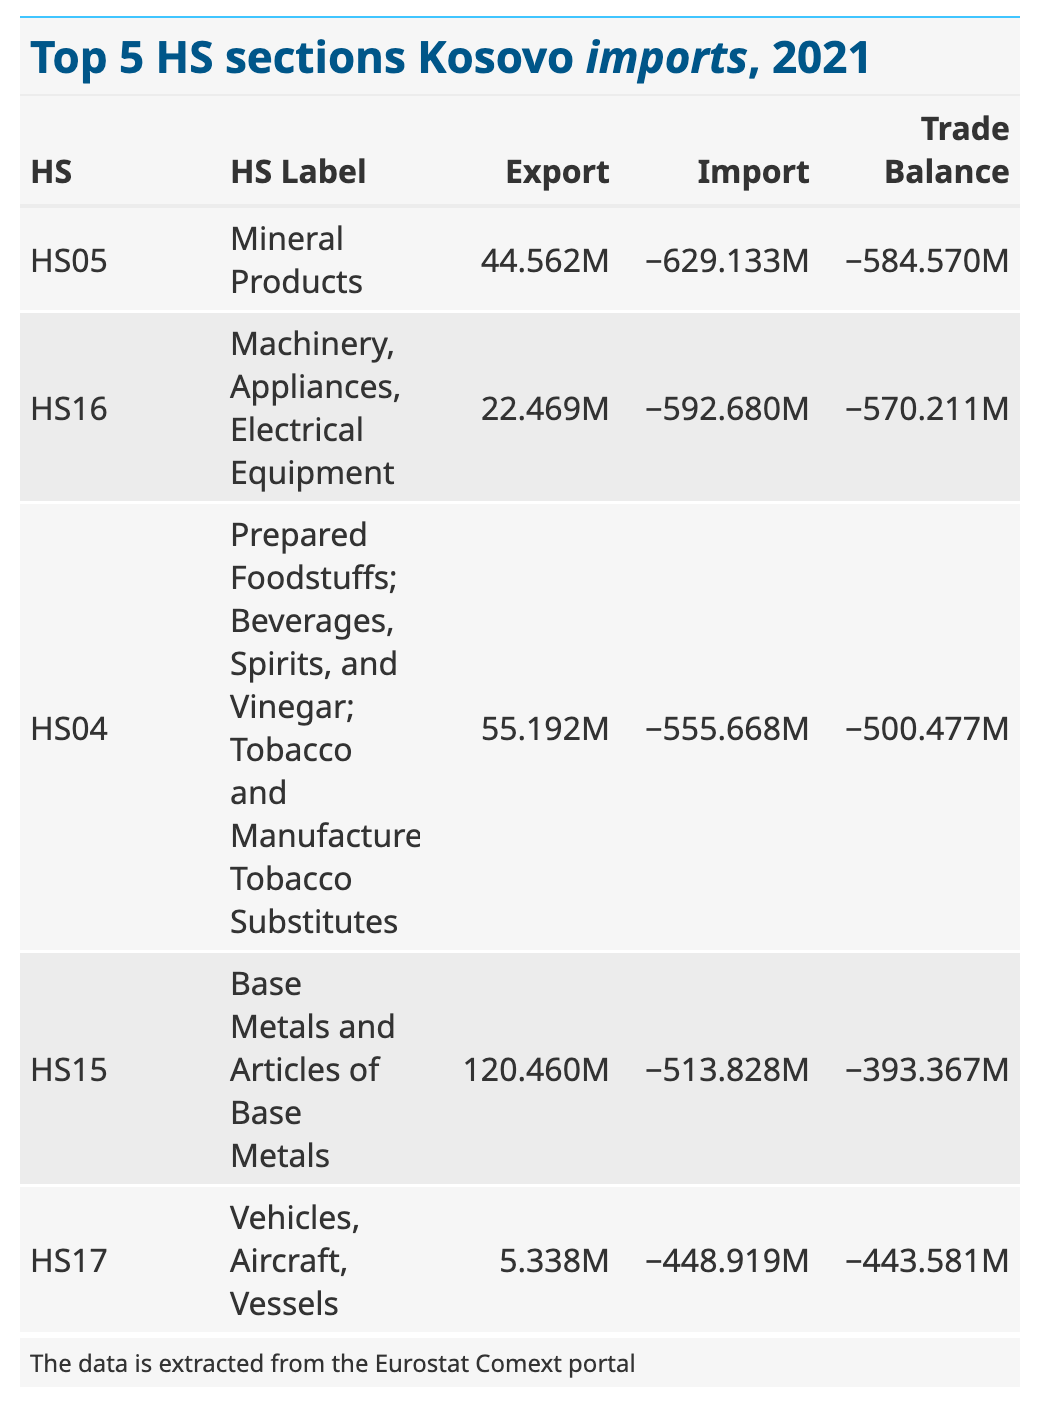 Top 5 HS sections Kosovo imports, 2021
HS HS Label Export Import Trade Balance
HS05 Mineral Products 44.562M −629.133M −584.570M
HS16 Machinery, Appliances, Electrical Equipment 22.469M −592.680M −570.211M
HS04 Prepared Foodstuffs; Beverages, Spirits, and Vinegar; Tobacco and Manufacture Tobacco Substitutes 55.192M −555.668M −500.477M
HS15 Base Metals and Articles of Base Metals 120.460M −513.828M −393.367M
HS17 Vehicles, Aircraft, Vessels 5.338M −448.919M −443.581M
The data is extracted from the Eurostat Comext portal